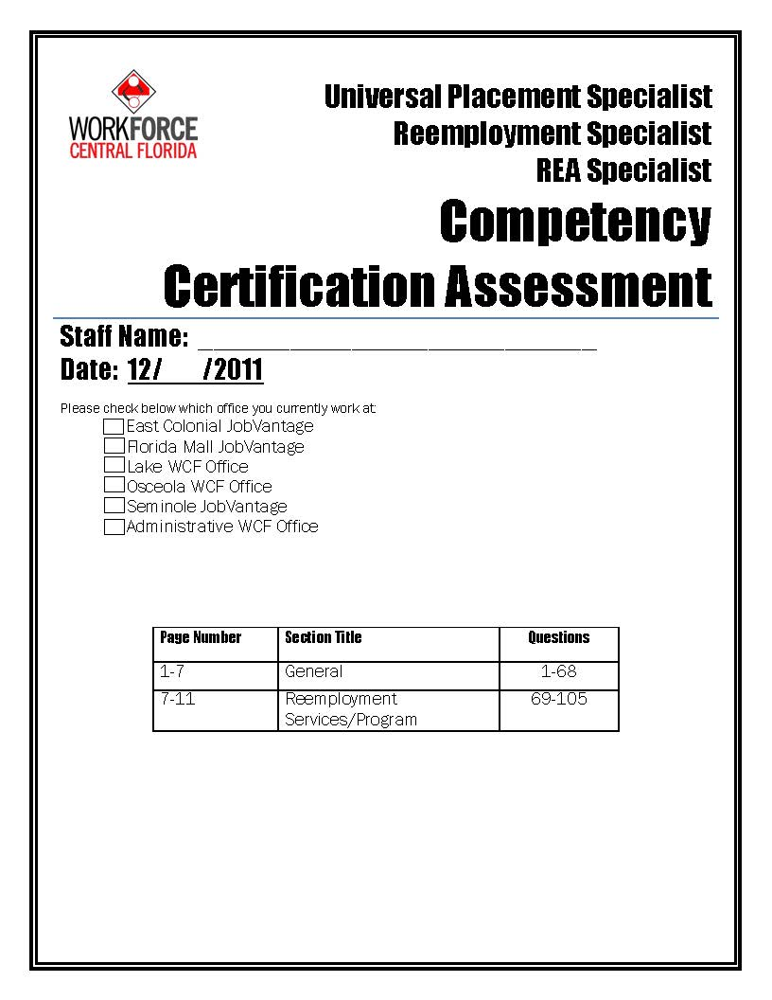 WORKFORCE
CENTRAL FLORIDA
Universal Placement Specialist
Reemployment Specialist
REA Specialist
Competency
Certification Assessment
Staff Name: __________________________
Date: 12/      /2011
Please check below which office you currently work at:
East Colonial JobVantage
Florida Mall JobVantage
Lake WCF Office
Osceola WCF Office
Seminole JobVantage
Administrative WCF Office
Page Number Section Title Questions
1-7 General 1-68
7-11 Reemployment 69-105
Services/Program